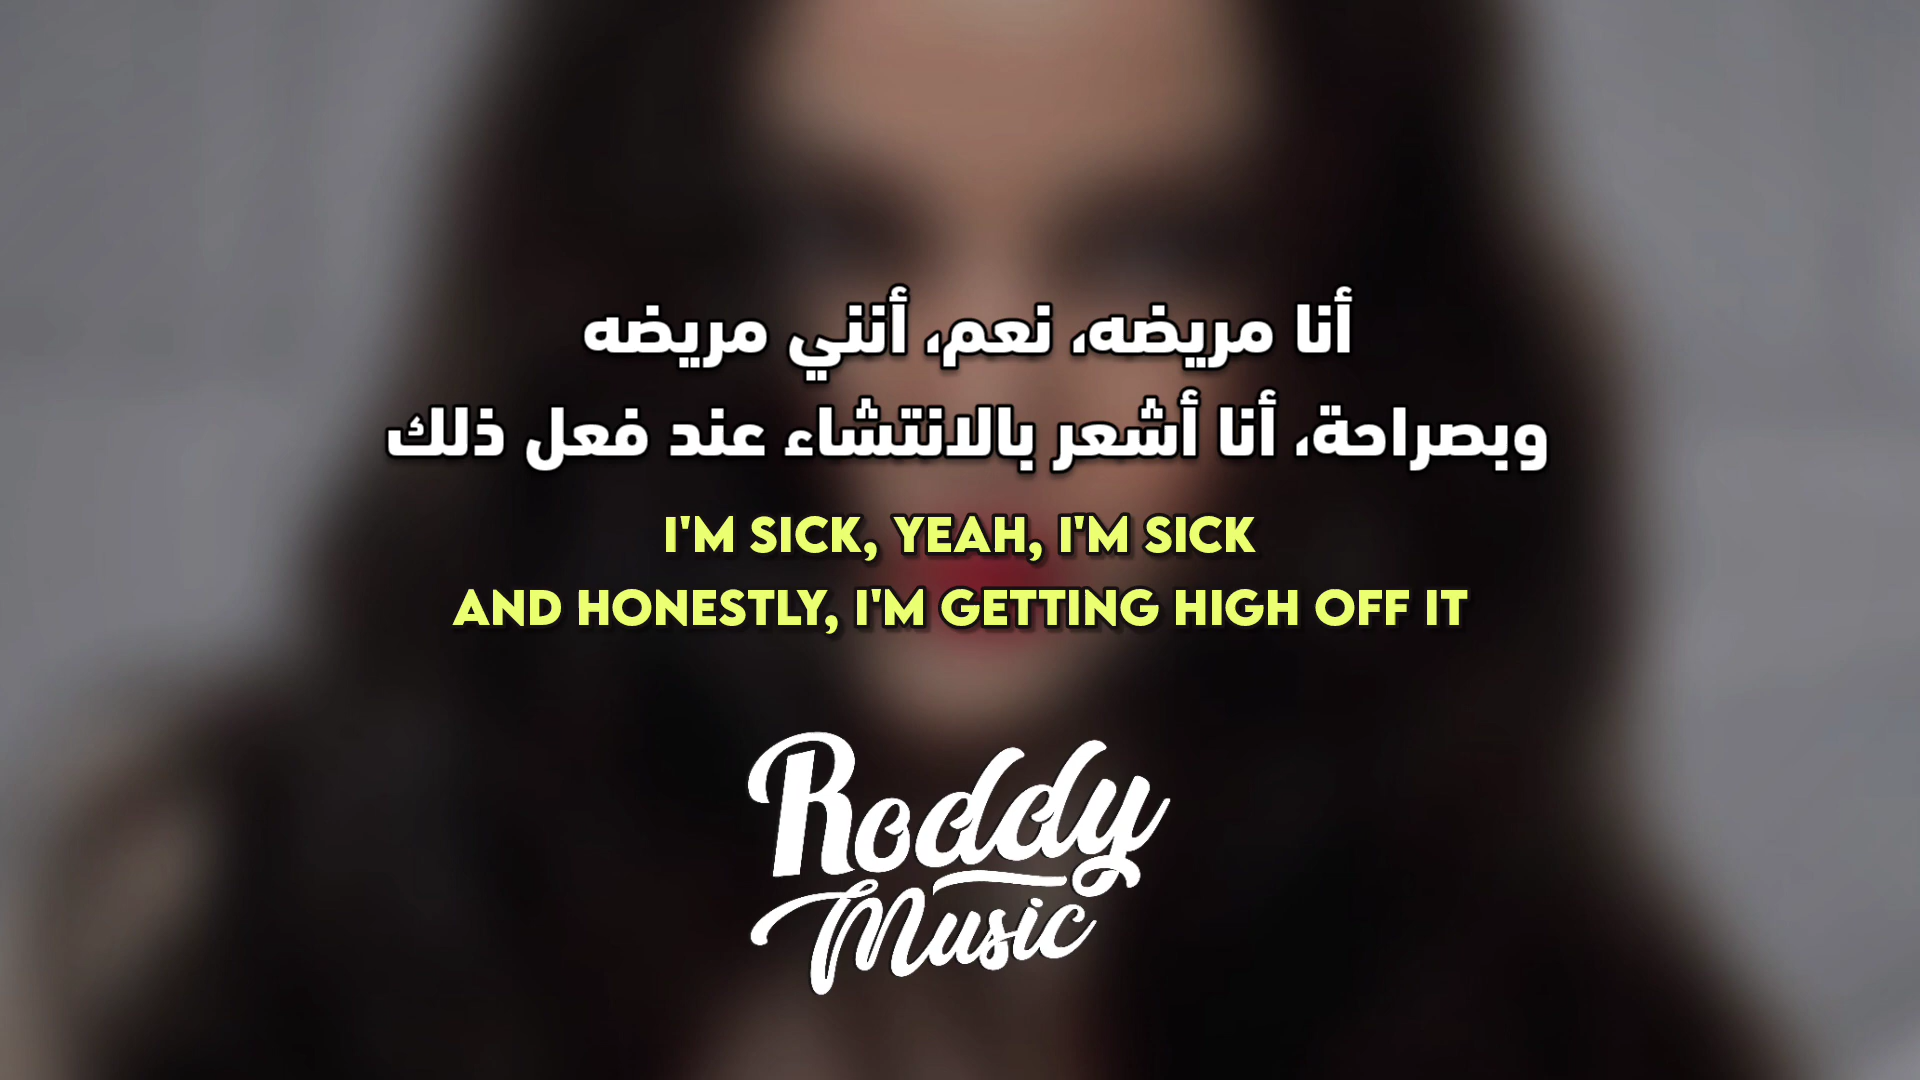 أنا مريضه، نعم، أنني مريضه
وبصراحة، أنا أشعر بالانتشاء عند فعل ذلك
I'M SICK, YEAH, I'M SICK
AND HONESTLY, I'M GETTING HIGH OFF IT
Roddy
Music